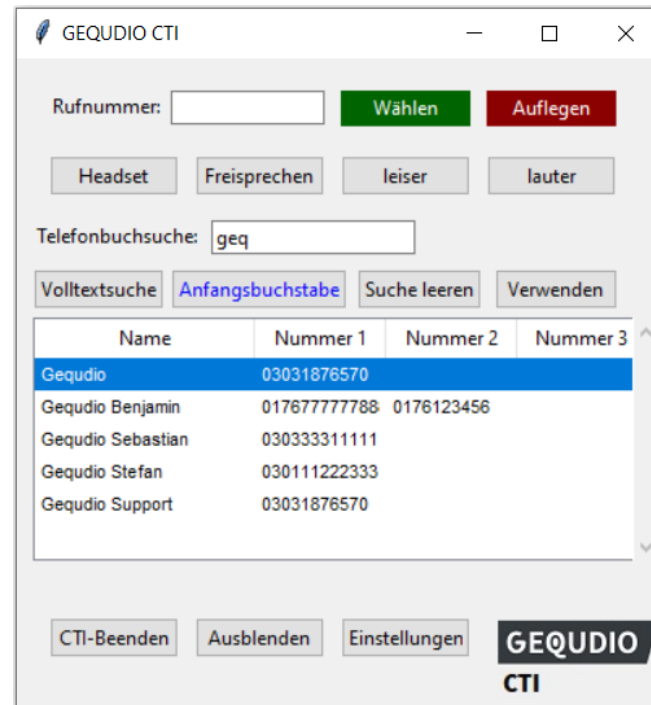 GEQUDIO CTI
Rufnummer: Wählen Auflegen
Headset Freisprechen leiser lauter
Telefonbuchsuche: geq
Volltextsuche Anfangsbuchstabe Suche leeren Verwenden
Name Nummer 1 Nummer 2 Nummer 3
Gequdio 03031876570
Gequdio Benjamin 017677777788 0176123456
Gequdio Sebastian 030333311111
Gequdio Stefan 030111222333
Gequdio Support 03031876570
CTI-Beenden Ausblenden Einstellungen GEQUDIO
CTI